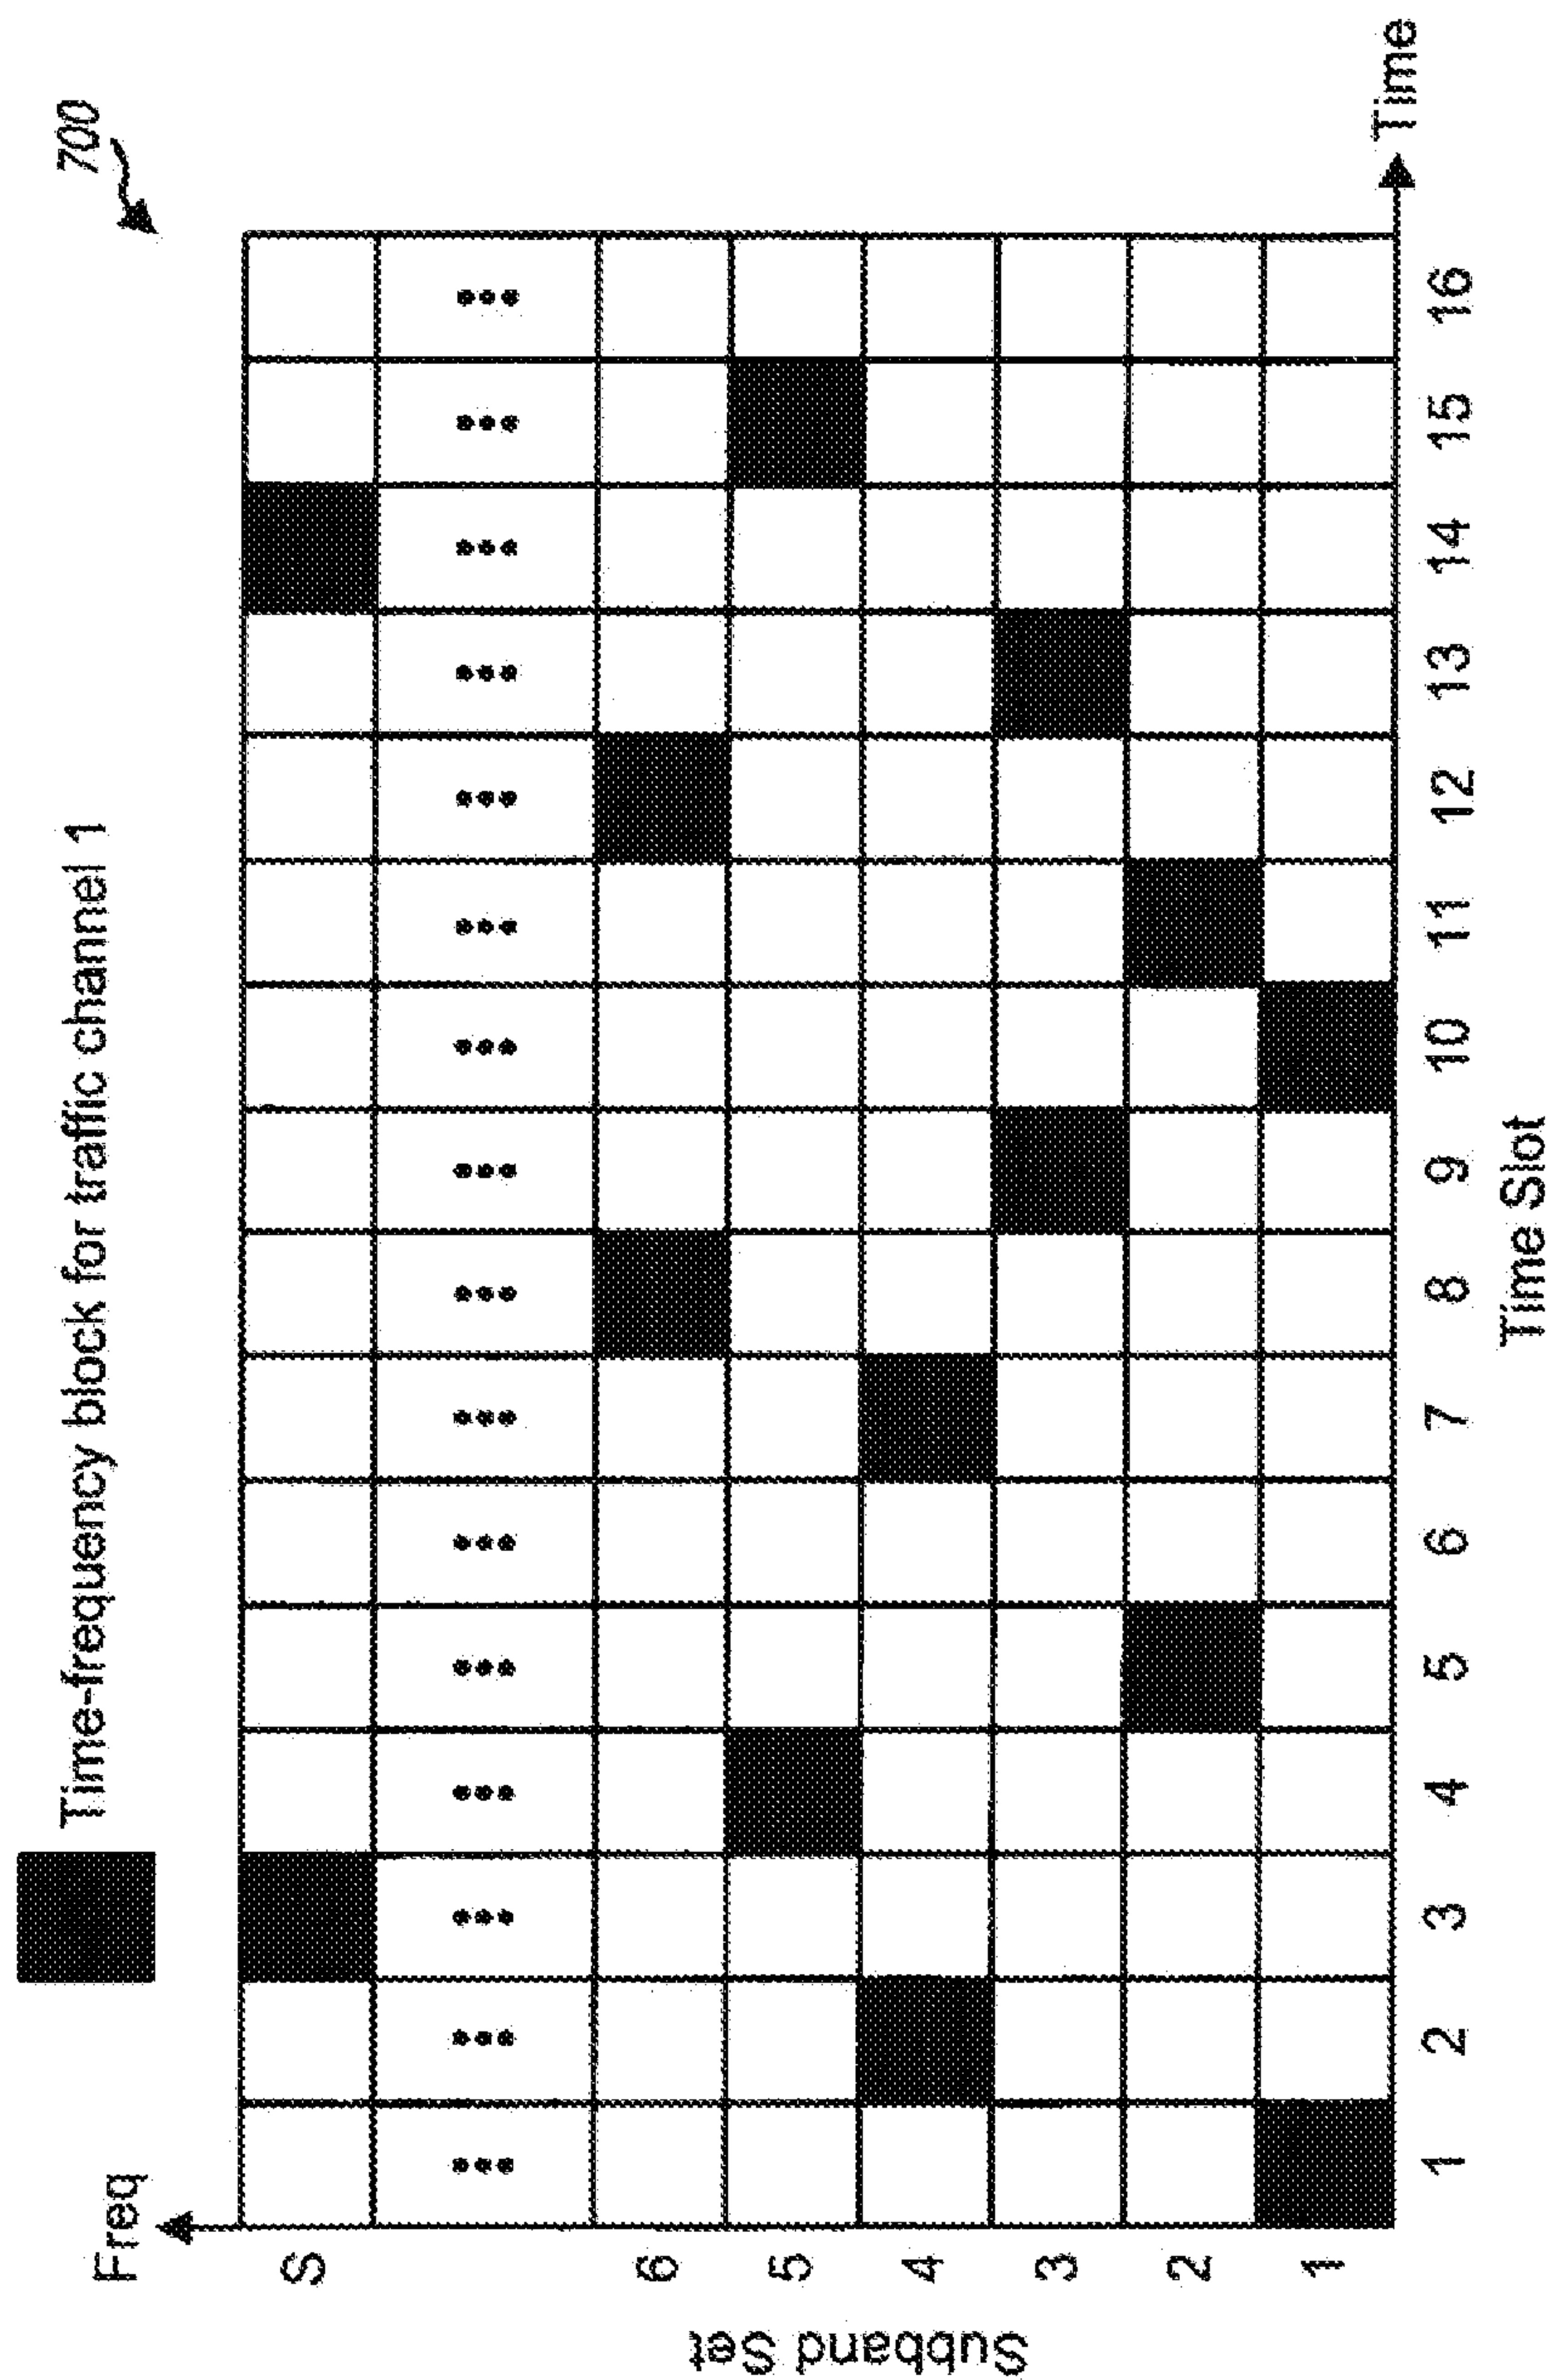 700
Time-frequency block for traffic channel 1
Freq
S
6
5
4
3
2
1
Subband Set
1 2 3 4 5 6 7 8 9 10 11 12 13 14 15 16
Time
Time Slot